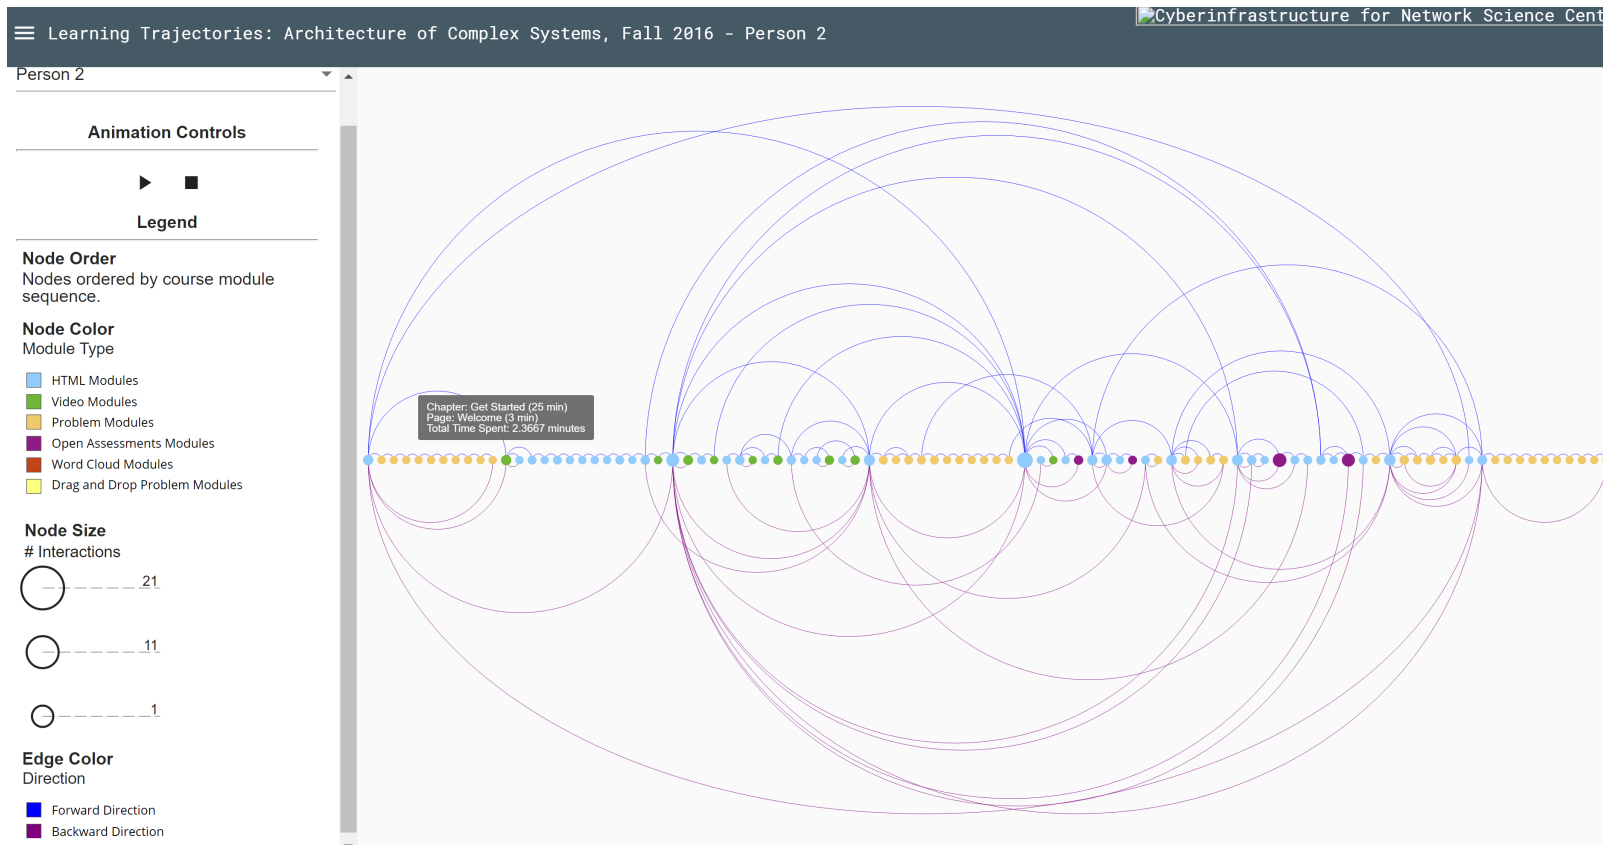 Cyberinfrastructure for Network Science Cent
Learning Trajectories: Architecture of Complex Systems, Fall 2016 - Person 2
Person 2
Animation Controls
Legend
Node Order
Nodes ordered by course module
sequence.
Node Color
Module Type
HTML Modules
Video Modules
Problem Modules
Open Assessments Modules
Word Cloud Modules
Drag and Drop Problem Modules
Node Size
# Interactions
21
11
1
Edge Color
Direction
Forward Direction
Backward Direction
Chapter: Get Started (25 min)
Page: Welcome (3 min)
Total Time Spent: 2.3667 minutes